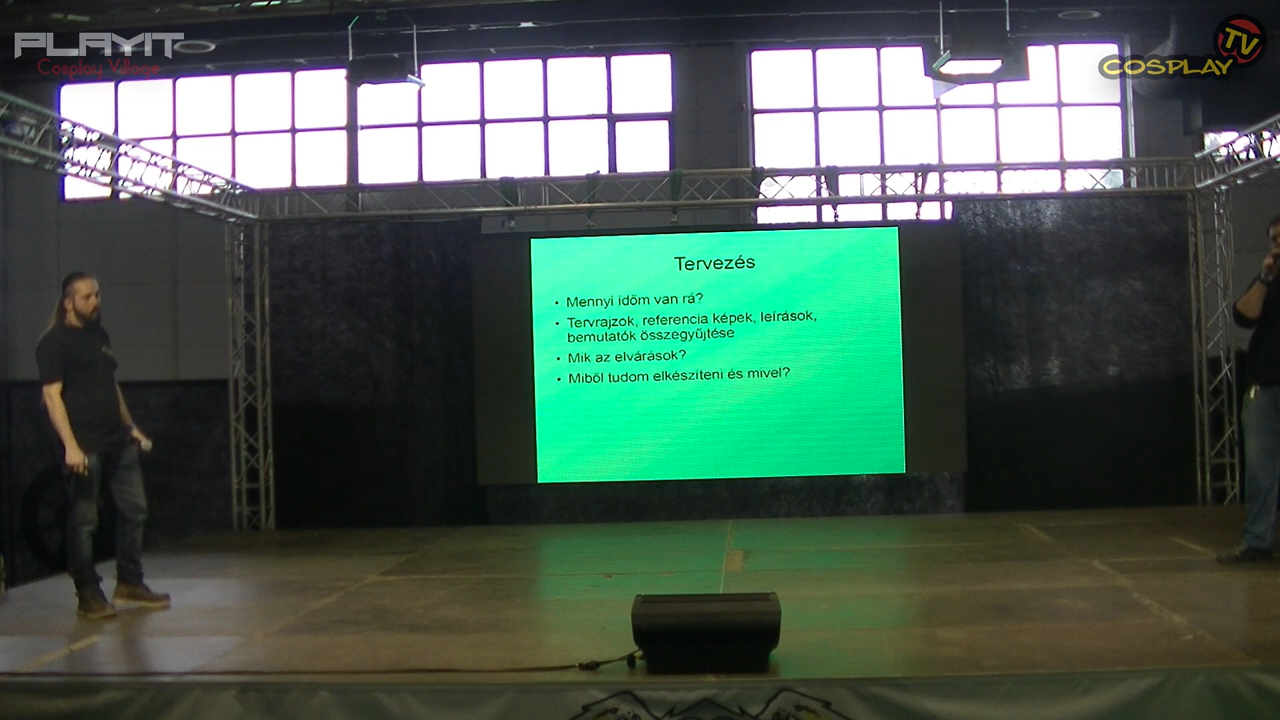 PLAYIT
Cosplay Village
TV
COSPLAY
Tervezés
• Mennyi időm van rá?
• Tervrajzok, referencia képek, leírások,
bemutatók összegyűjtése
• Mik az elvárások?
• Miből tudom elkészíteni és mivel?